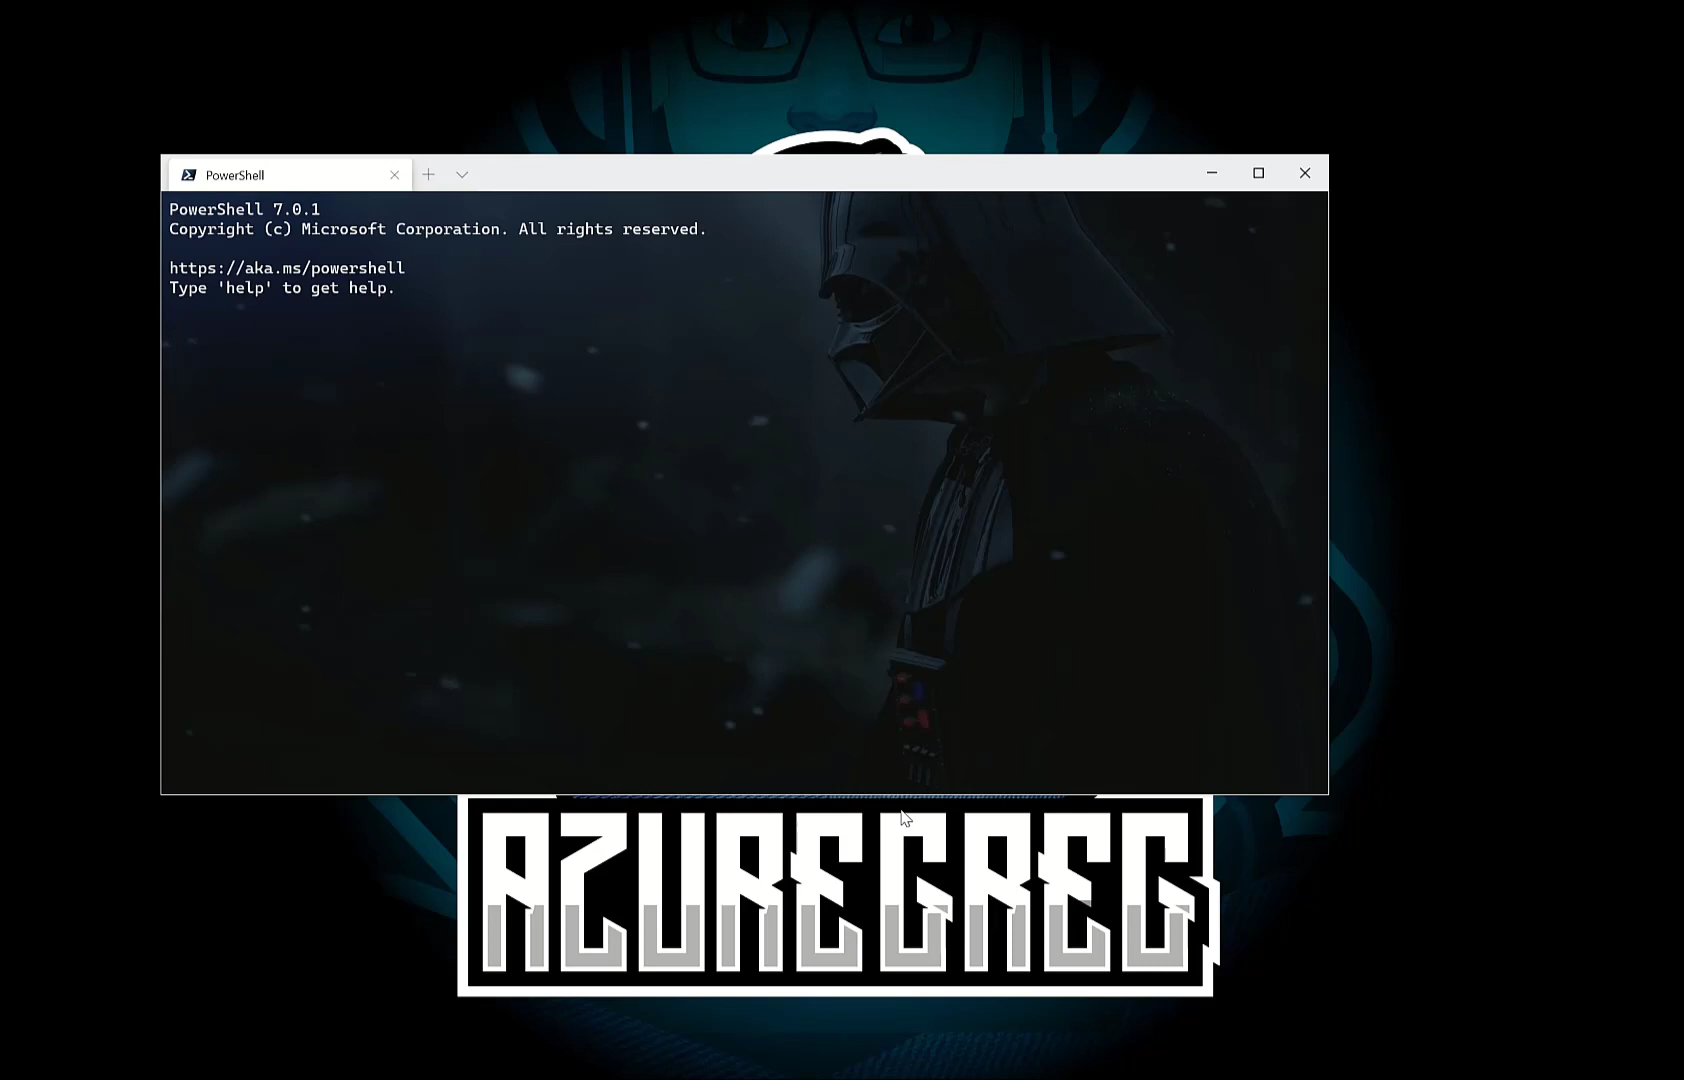 PowerShell
PowerShell 7.0.1
Copyright (c) Microsoft Corporation. All rights reserved.
https://aka.ms/powershell
Type 'help' to get help.
AZUREGREG